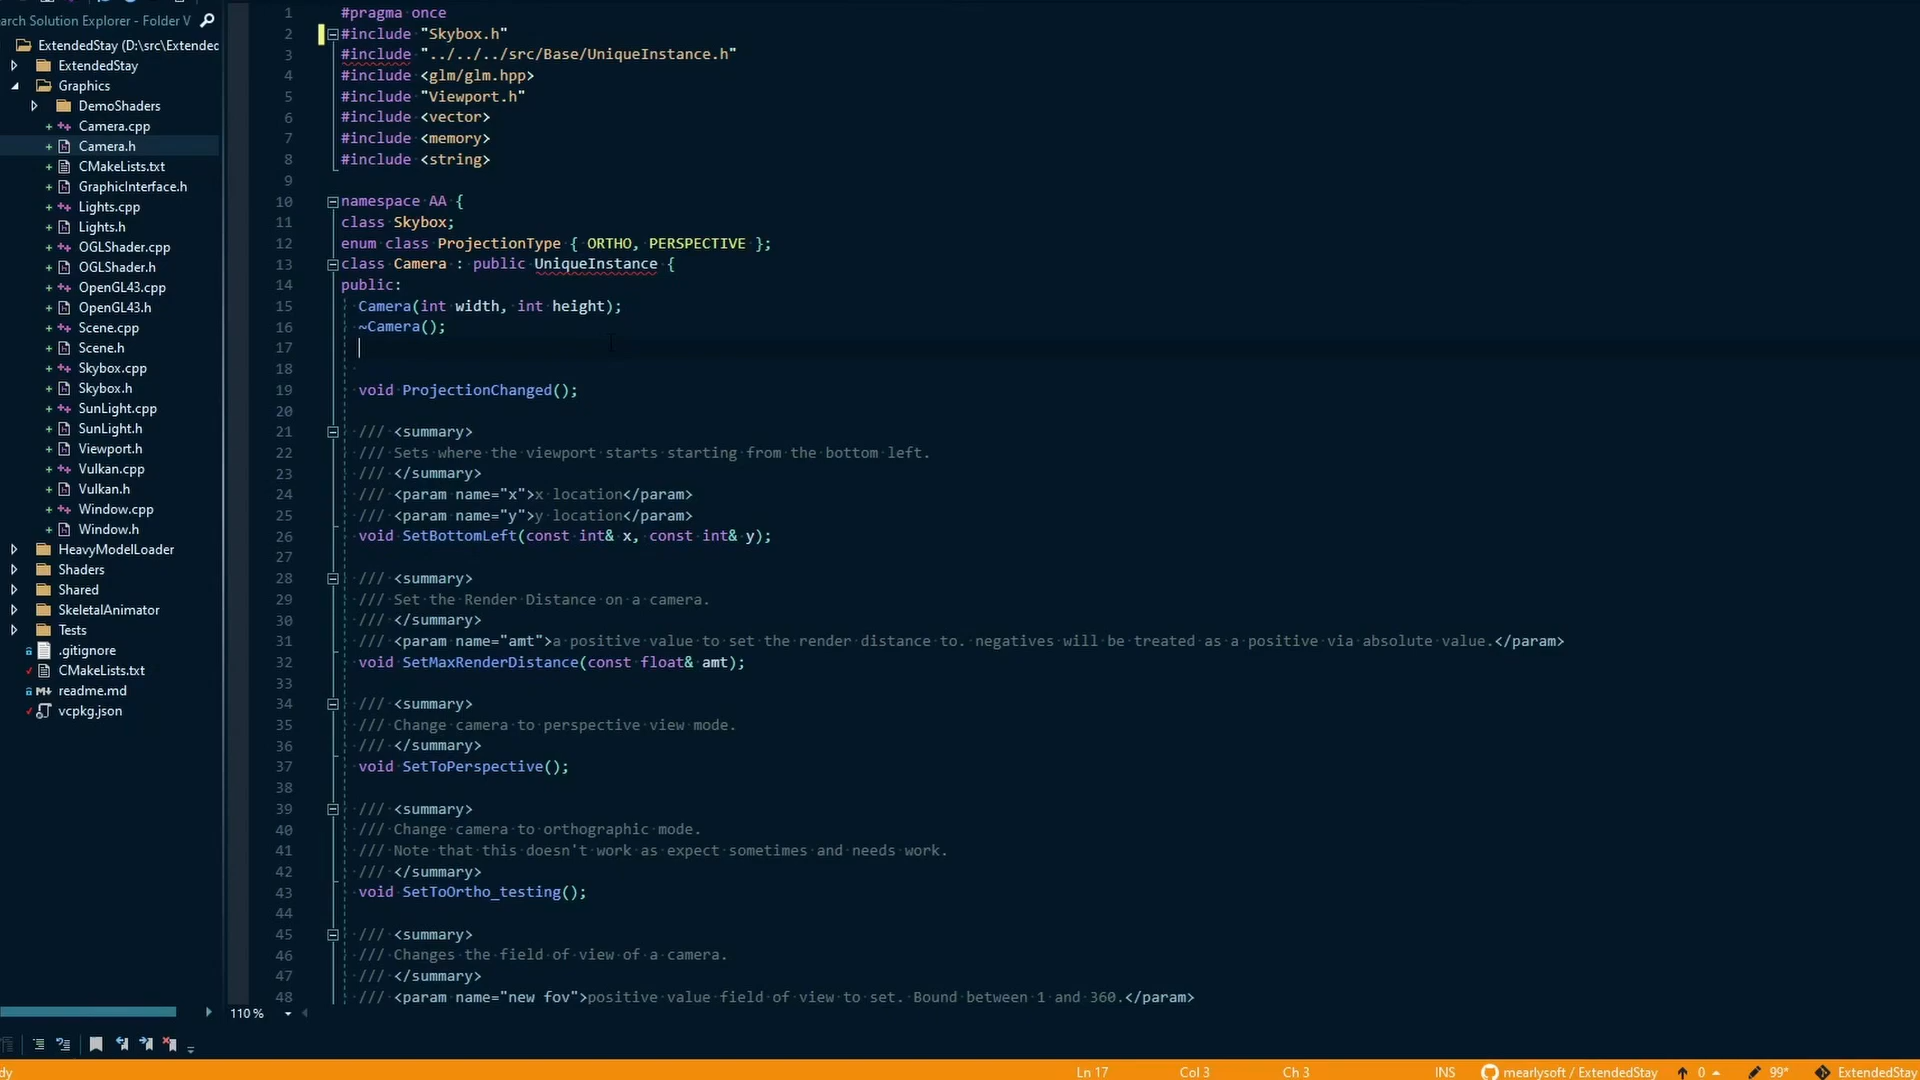 arch Solution Explorer - Folder V
ExtendedStay (D:\src\Extended
ExtendedStay
Graphics
DemoShaders
Camera.cpp
Camera.h
CMakeLists.txt
GraphicInterface.h
Lights.cpp
Lights.h
OGLShader.cpp
OGLShader.h
OpenGL43.cpp
OpenGL43.h
Scene.cpp
Scene.h
Skybox.cpp
Skybox.h
SunLight.cpp
SunLight.h
Viewport.h
Vulkan.cpp
Vulkan.h
Window.cpp
Window.h
HeavyModelLoader
Shaders
Shared
SkeletalAnimator
Tests
.gitignore
CMakeLists.txt
readme.md
vcpkg.json
1 #pragma once
2 #include "Skybox.h"
3 #include "../../../src/Base/UniqueInstance.h"
4 #include <glm/glm.hpp>
5 #include "Viewport.h"
6 #include <vector>
7 #include <memory>
8 #include <string>
9
10 namespace AA {
11 class Skybox;
12 enum class ProjectionType { ORTHO, PERSPECTIVE };
13 class Camera : public UniqueInstance {
14 public:
15 Camera(int width, int height);
16 ~Camera();
17
18
19 void ProjectionChanged();
20
21 /// <summary>
22 /// Sets where the viewport starts starting from the bottom left.
23 /// </summary>
24 /// <param name="x">x location</param>
25 /// <param name="y">y location</param>
26 void SetBottomLeft(const int& x, const int& y);
27
28 /// <summary>
29 /// Set the Render Distance on a camera.
30 /// </summary>
31 /// <param name="amt">a positive value to set the render distance to. negatives will be treated as a positive via absolute value.</param>
32 void SetMaxRenderDistance(const float& amt);
33
34 /// <summary>
35 /// Change camera to perspective view mode.
36 /// </summary>
37 void SetToPerspective();
38
39 /// <summary>
40 /// Change camera to orthographic mode.
41 /// Note that this doesn't work as expect sometimes and needs work.
42 /// </summary>
43 void SetToOrtho_testing();
44
45 /// <summary>
46 /// Changes the field of view of a camera.
47 /// </summary>
48 /// <param name="new fov">positive value field of view to set. Bound between 1 and 360.</param>
110 %
dy Ln 17 Col 3 Ch 3 INS mearlysoft / ExtendedStay 0 99* ExtendedStay